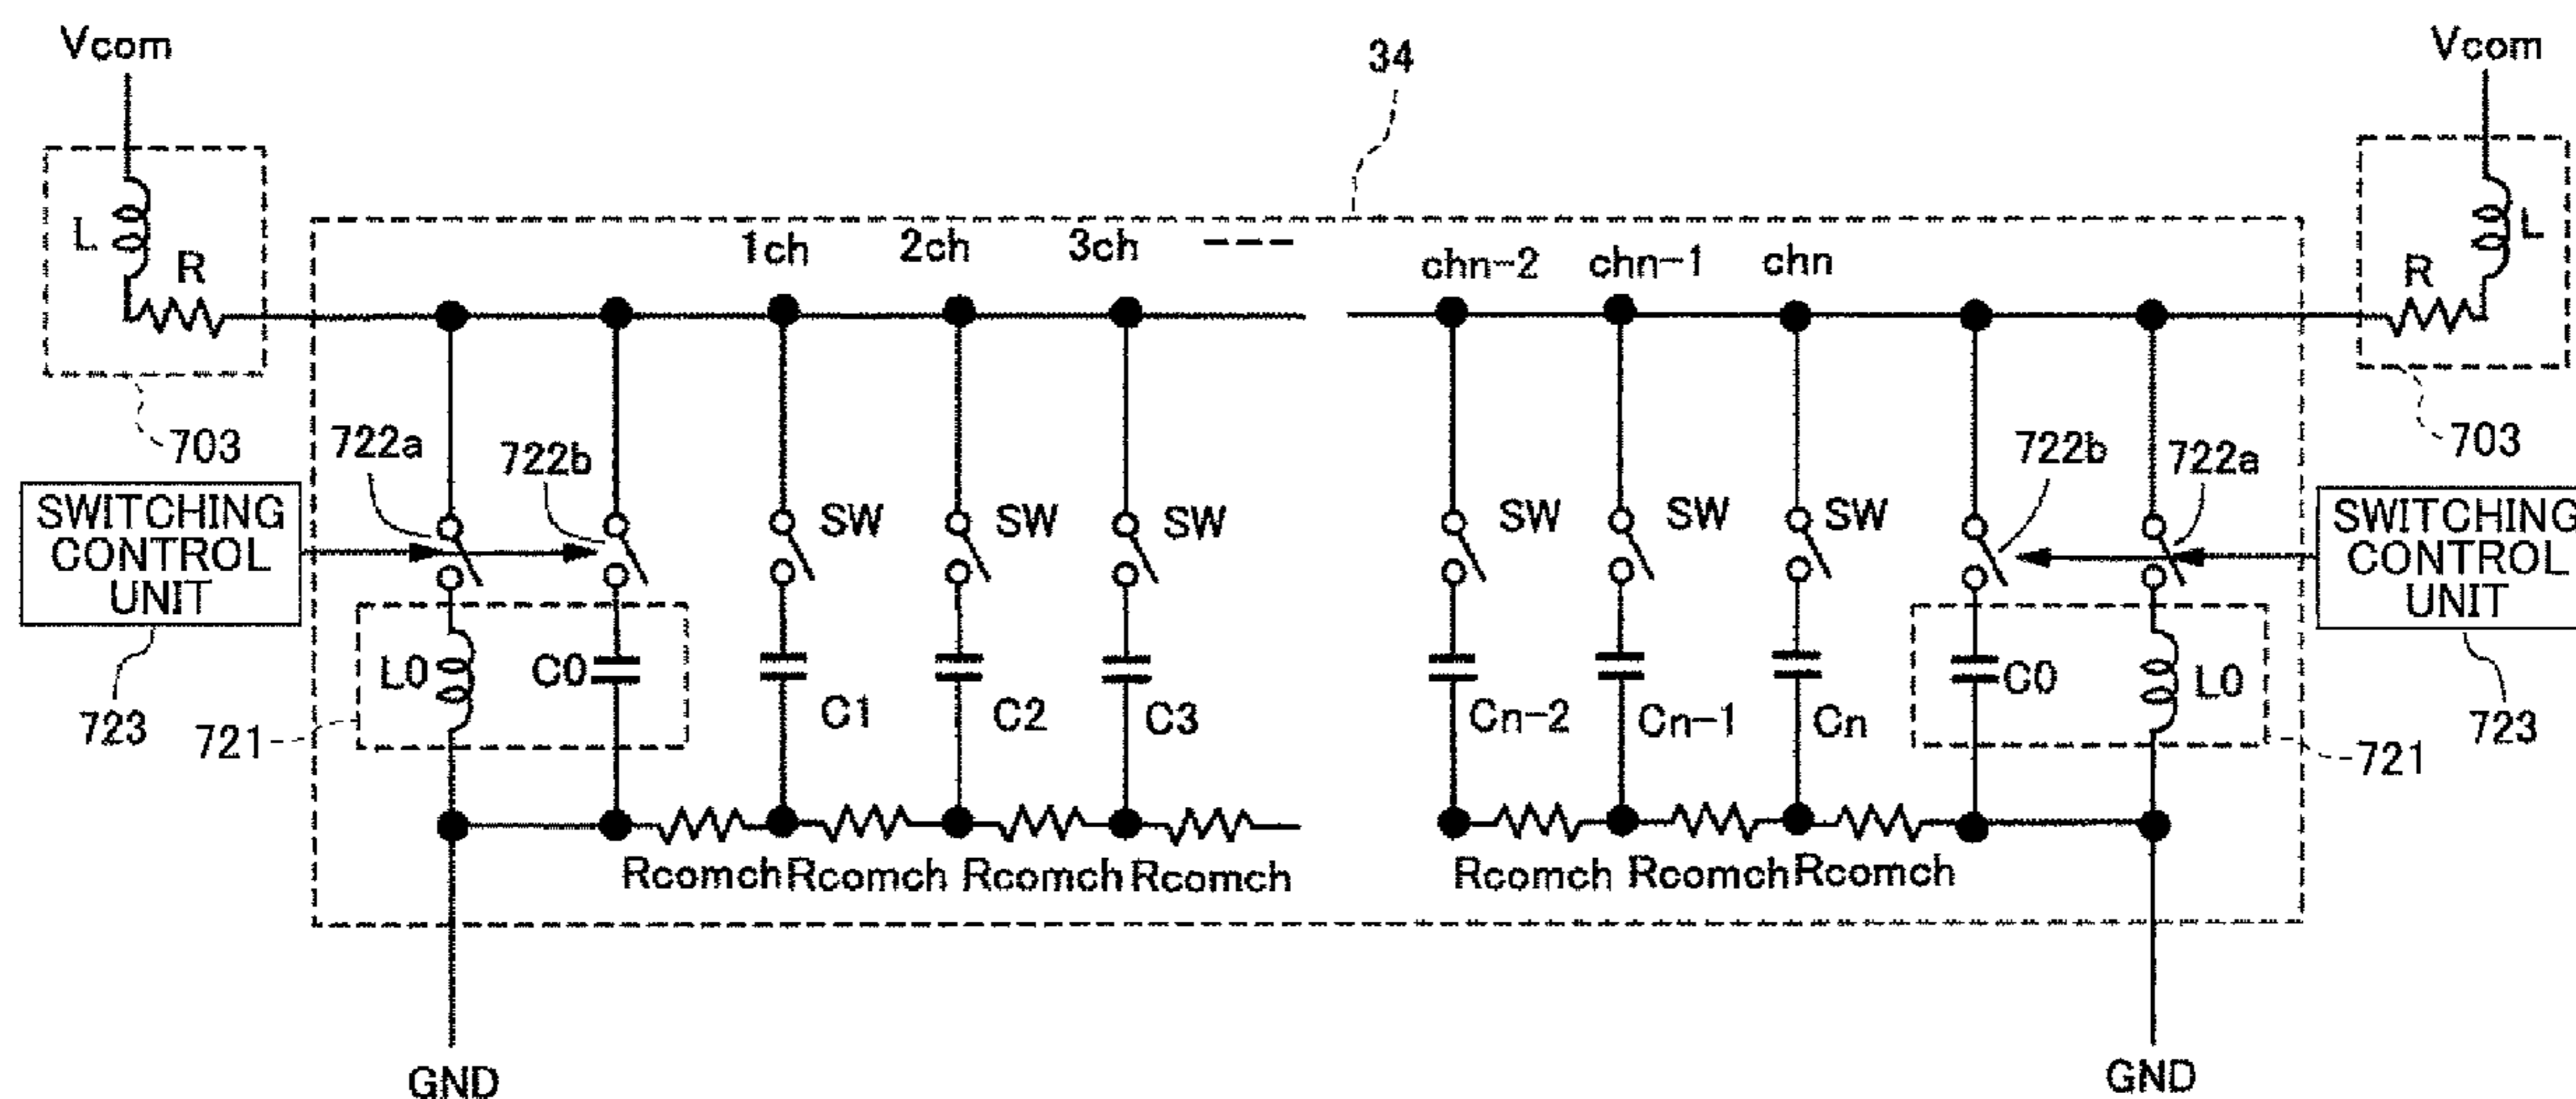 Vcom
Vcom
34
L
R
1ch
2ch
3ch
chn-2
chn-1
chn
R
L
703
703
722a
722b
722b
722a
SWITCHING
CONTROL
UNIT
SW
SW
SW
SW
SW
SW
SWITCHING
CONTROL
UNIT
723
721
L0
C0
C1
C2
C3
Cn-2
Cn-1
Cn
C0
L0
723
721
Rcomch
Rcomch
Rcomch
Rcomch
Rcomch
Rcomch
Rcomch
GND
GND